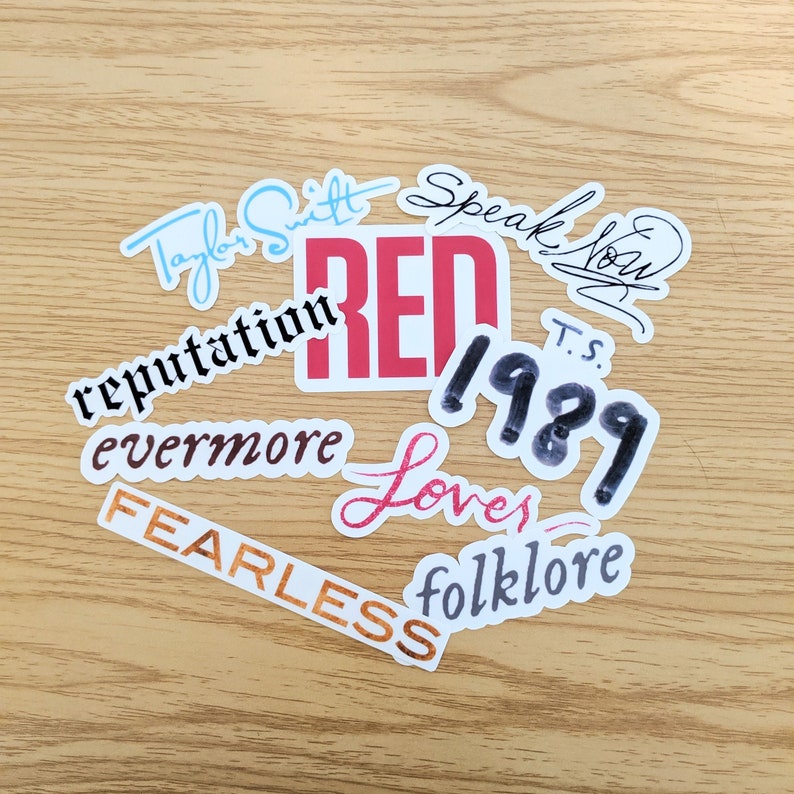 Taylor Swift
Speak Now
RED
reputation
T.S.
1989
evermore
Lover
FEARLESS
folklore